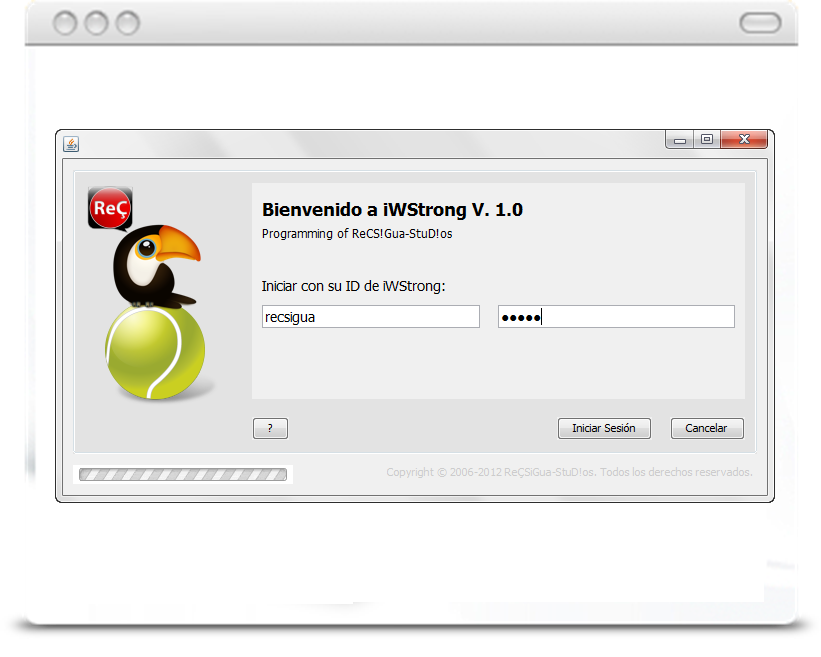 ReÇ
Bienvenido a iWStrong V. 1.0
Programming of ReCS!Gua-StuD!os
Iniciar con su ID de iWStrong:
recsigua
●●●●●
?
Iniciar Sesión
Cancelar
Copyright © 2006-2012 ReÇSiGua-StuD!os. Todos los derechos reservados.